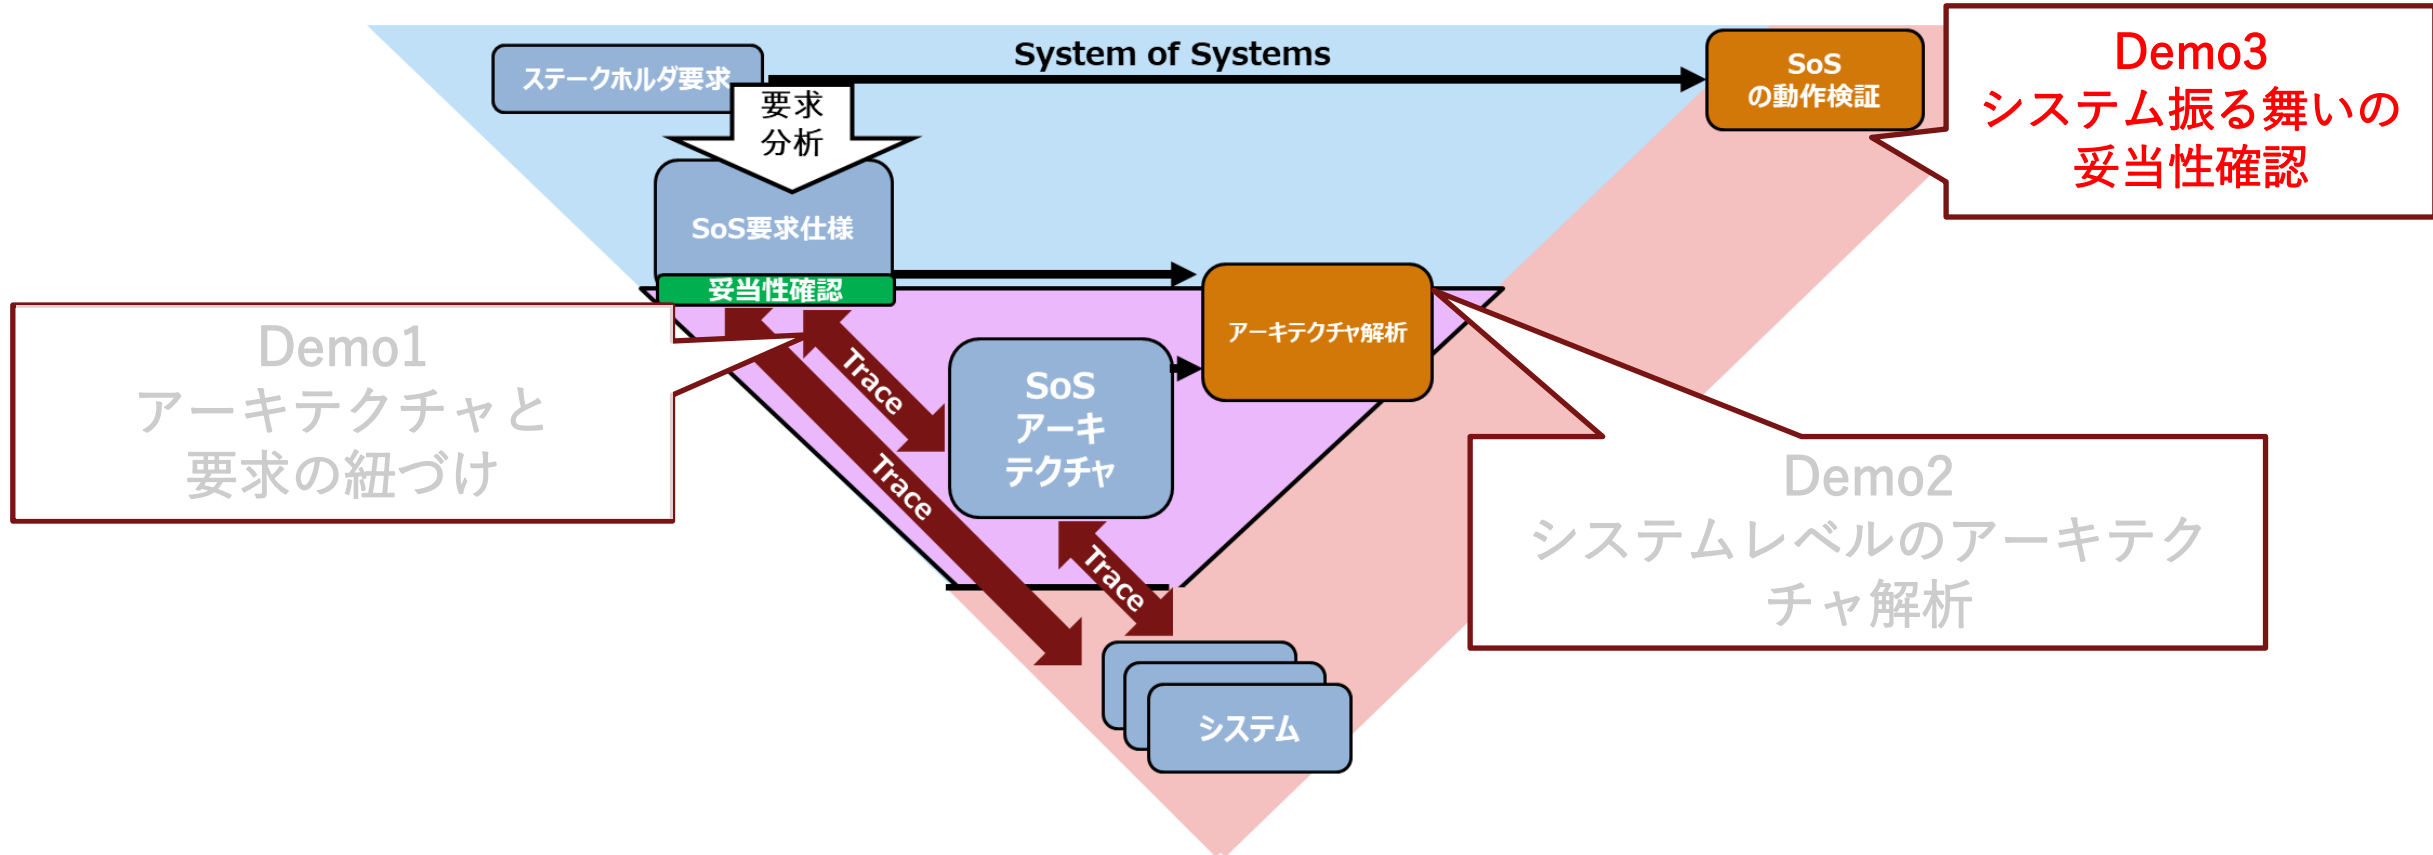 System of Systems
ステークホルダ要求
要求
分析
SoS
の動作検証
Demo3
システム振る舞いの
妥当性確認
SoS要求仕様
妥当性確認
アーキテクチャ解析
Demo1
アーキテクチャと
要求の紐づけ
Trace
Trace
SoS
アーキ
テクチャ
Demo2
システムレベルのアーキテク
チャ解析
Trace
システム